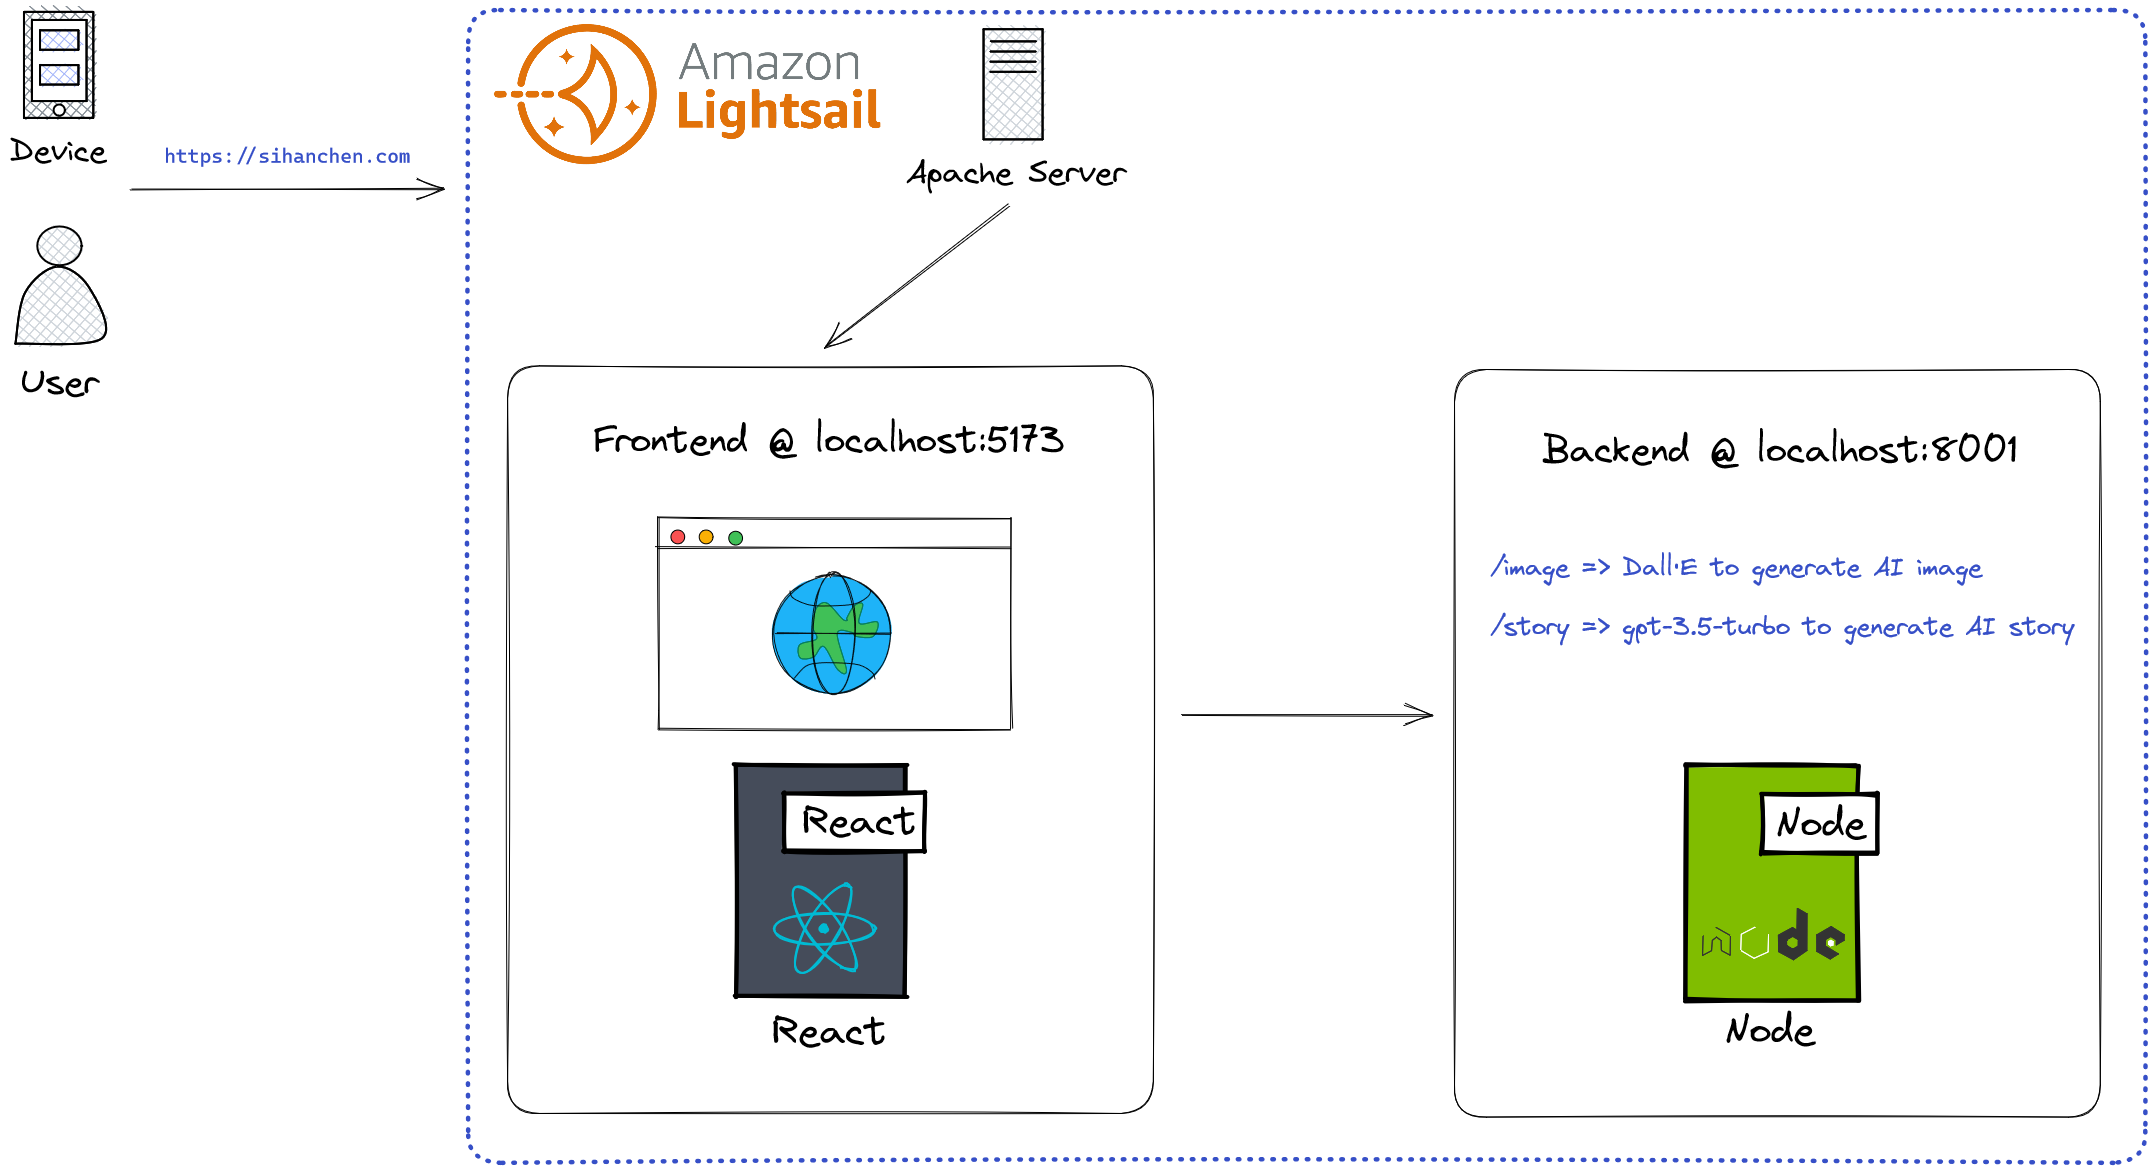 Device
https://sihanchen.com
User
Amazon
Lightsail
Apache Server
Frontend @ localhost:5173
React
React
Backend @ localhost:8001
/image => Dall·E to generate AI image
/story => gpt-3.5-turbo to generate AI story
Node
node
Node